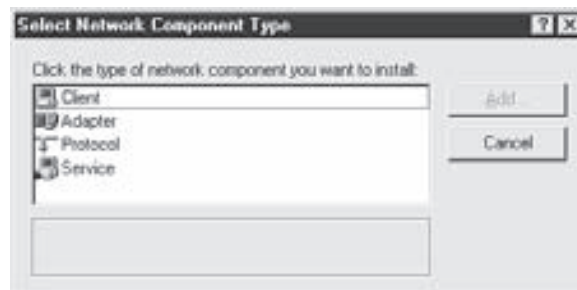 Select Network Component Type
Click the type of network component you want to install:
Client
Adapter
Protocol
Service
Add...
Cancel